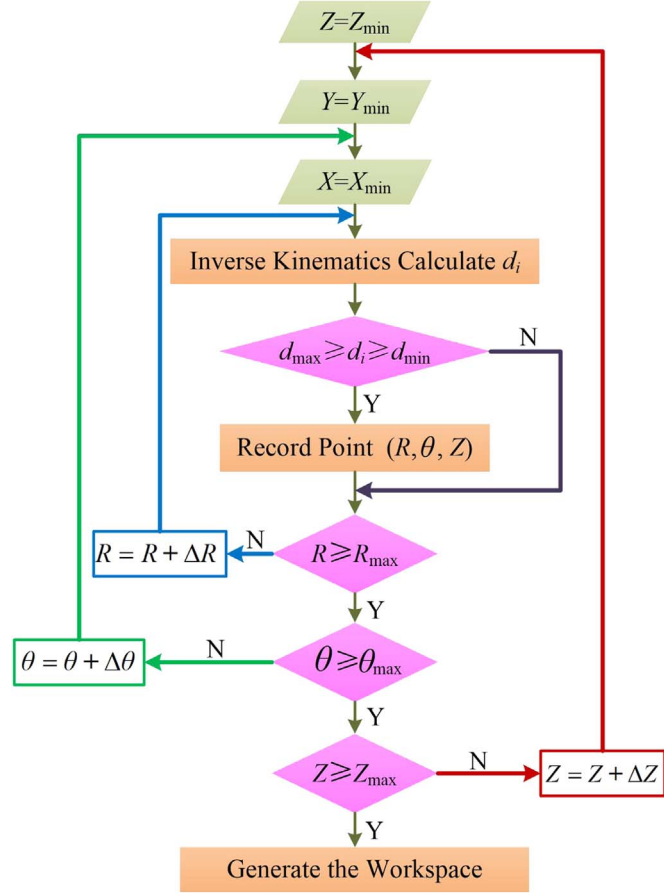 Z=Zmin
Y=Ymin
X=Xmin
Inverse Kinematics Calculate di
dmax≥di≥dmin
N
Y
Record Point (R,θ, Z)
R = R + ΔR
N
R≥Rmax
Y
θ = θ + Δθ
N
θ≥θmax
Y
Z≥Zmax
N
Z = Z + ΔZ
Y
Generate the Workspace